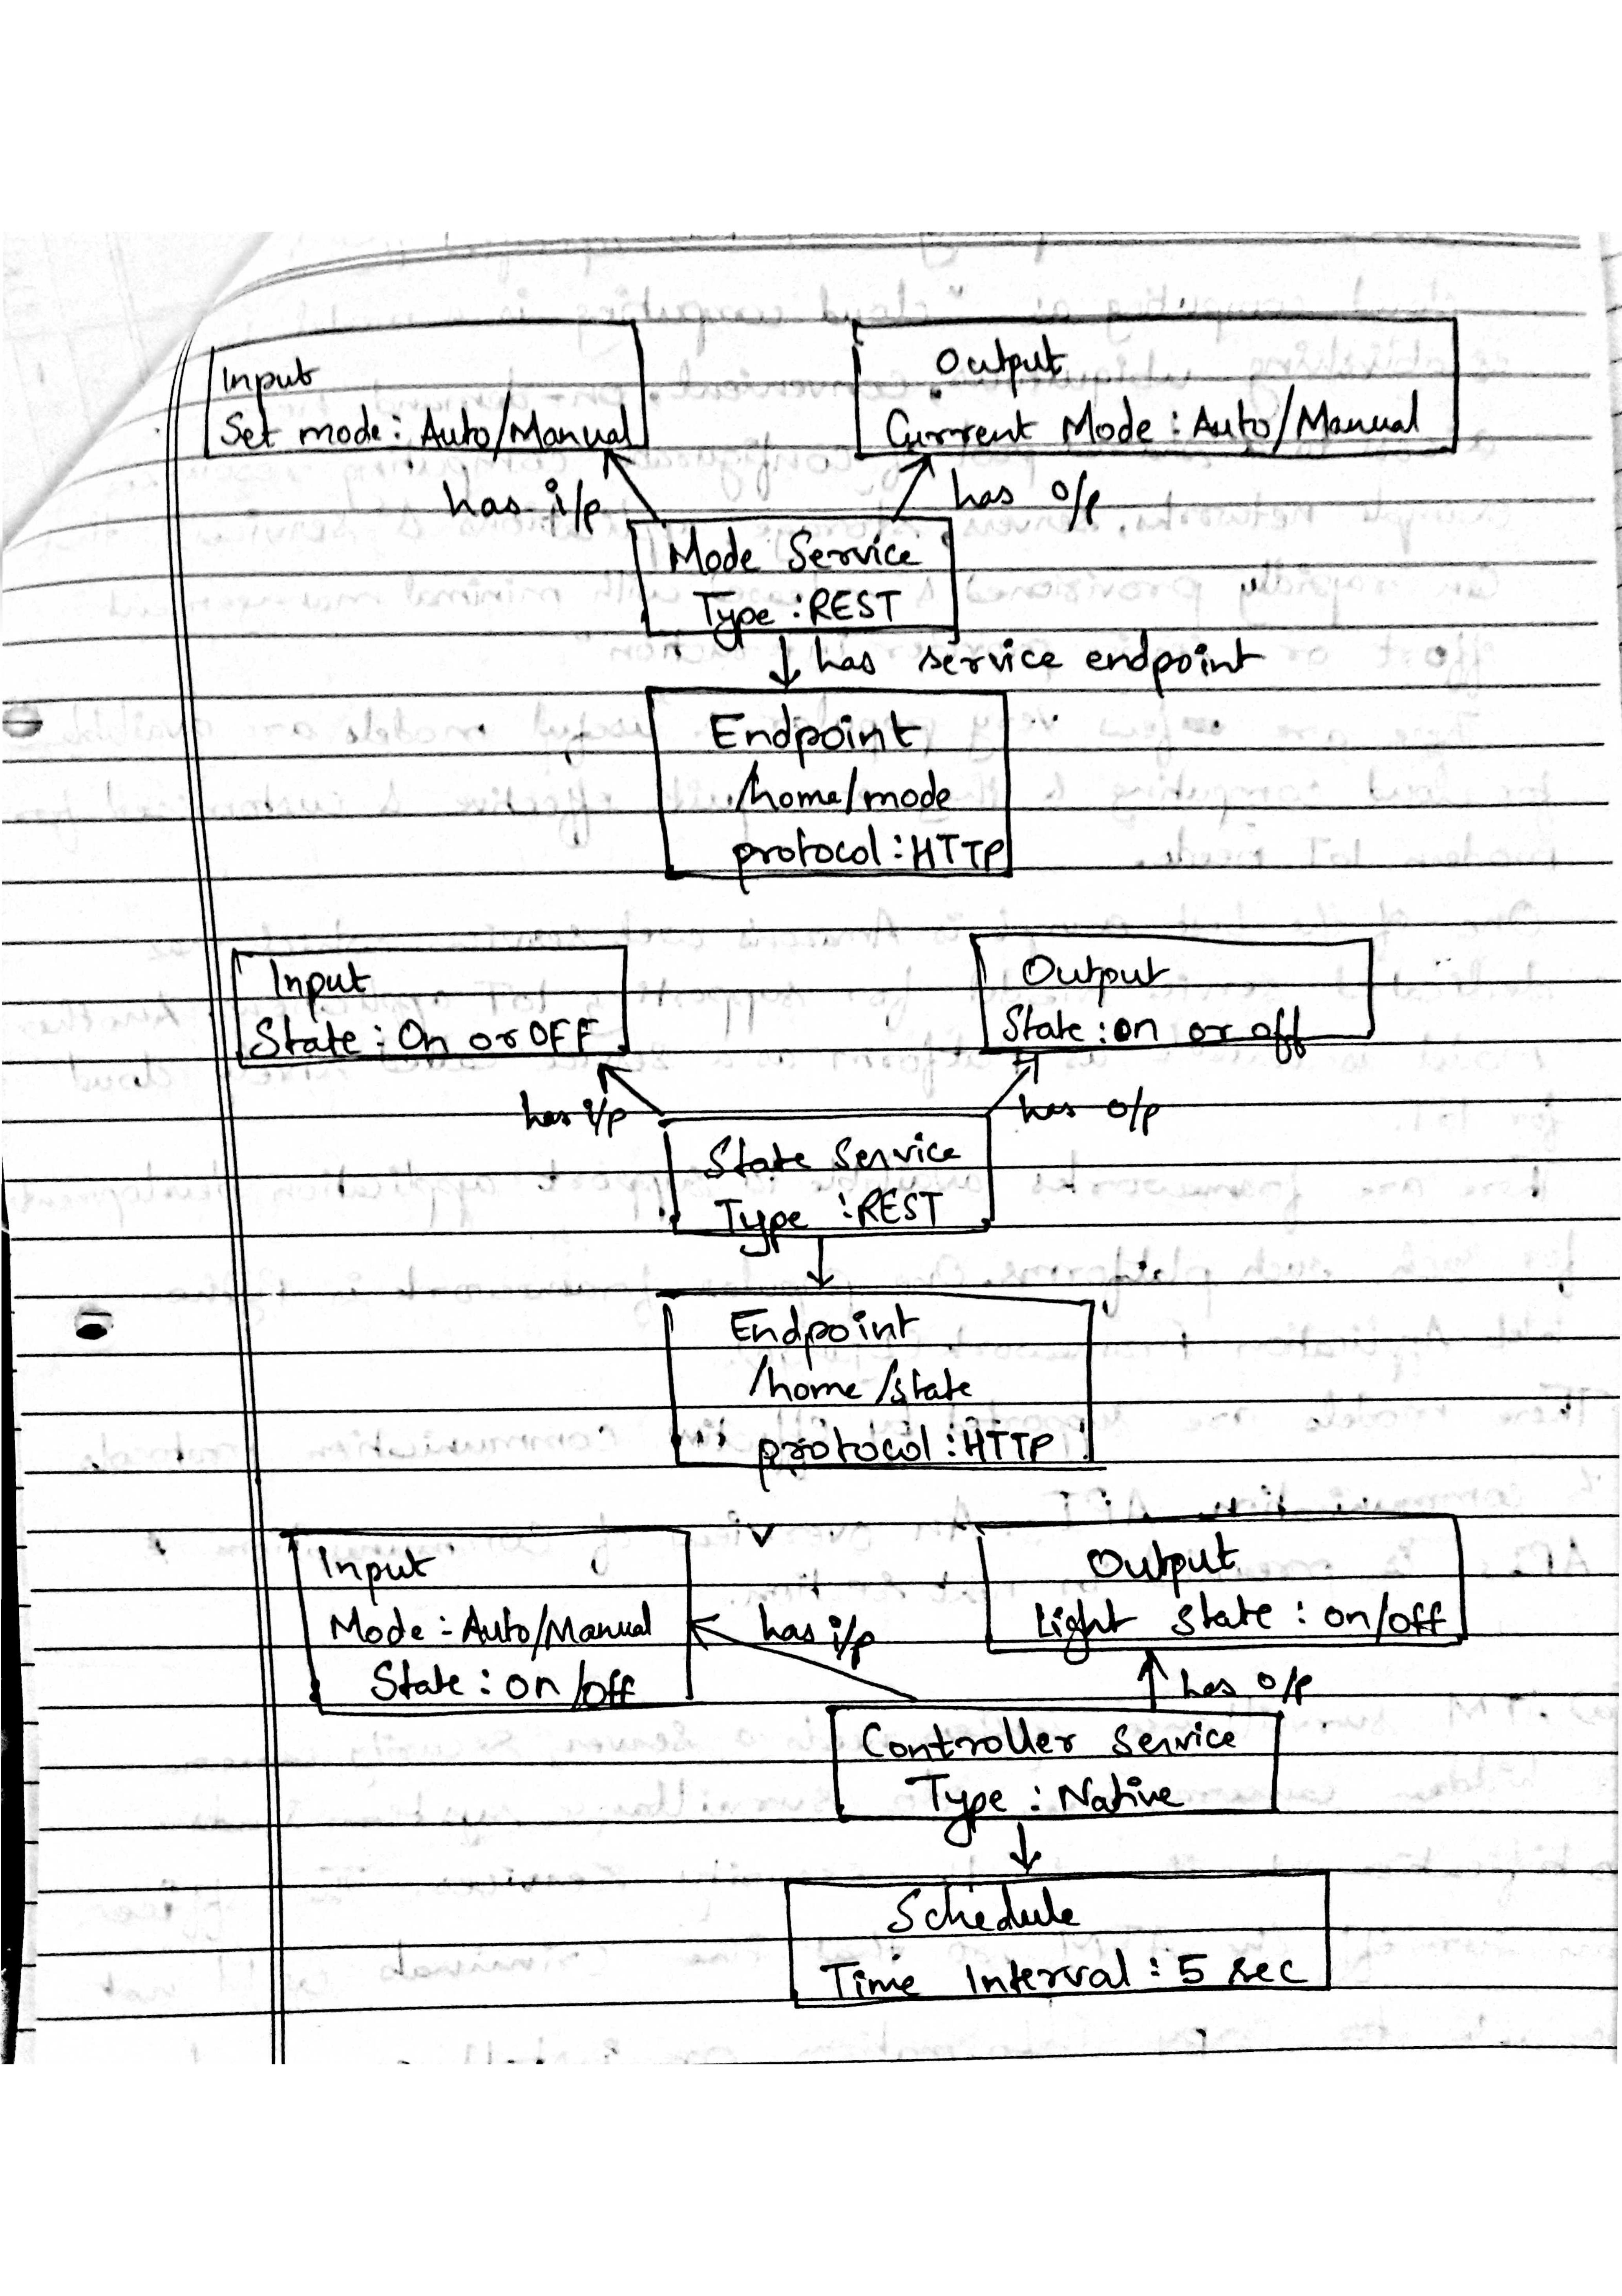 Input
Set mode : Auto/Manual
Output
Current Mode : Auto/Manual
has i/p
has o/p
Mode Service
Type : REST
has service endpoint
Endpoint
/home/mode
protocol : HTTP
Input
State : On or OFF
Output
State : on or off
has i/p
has o/p
State Service
Type : REST
Endpoint
/home/state
protocol : HTTP
Input
Mode : Auto/Manual
State : on/off
has i/p
Output
Light State : on/off
has o/p
Controller Service
Type : Native
Schedule
Time Interval : 5 sec